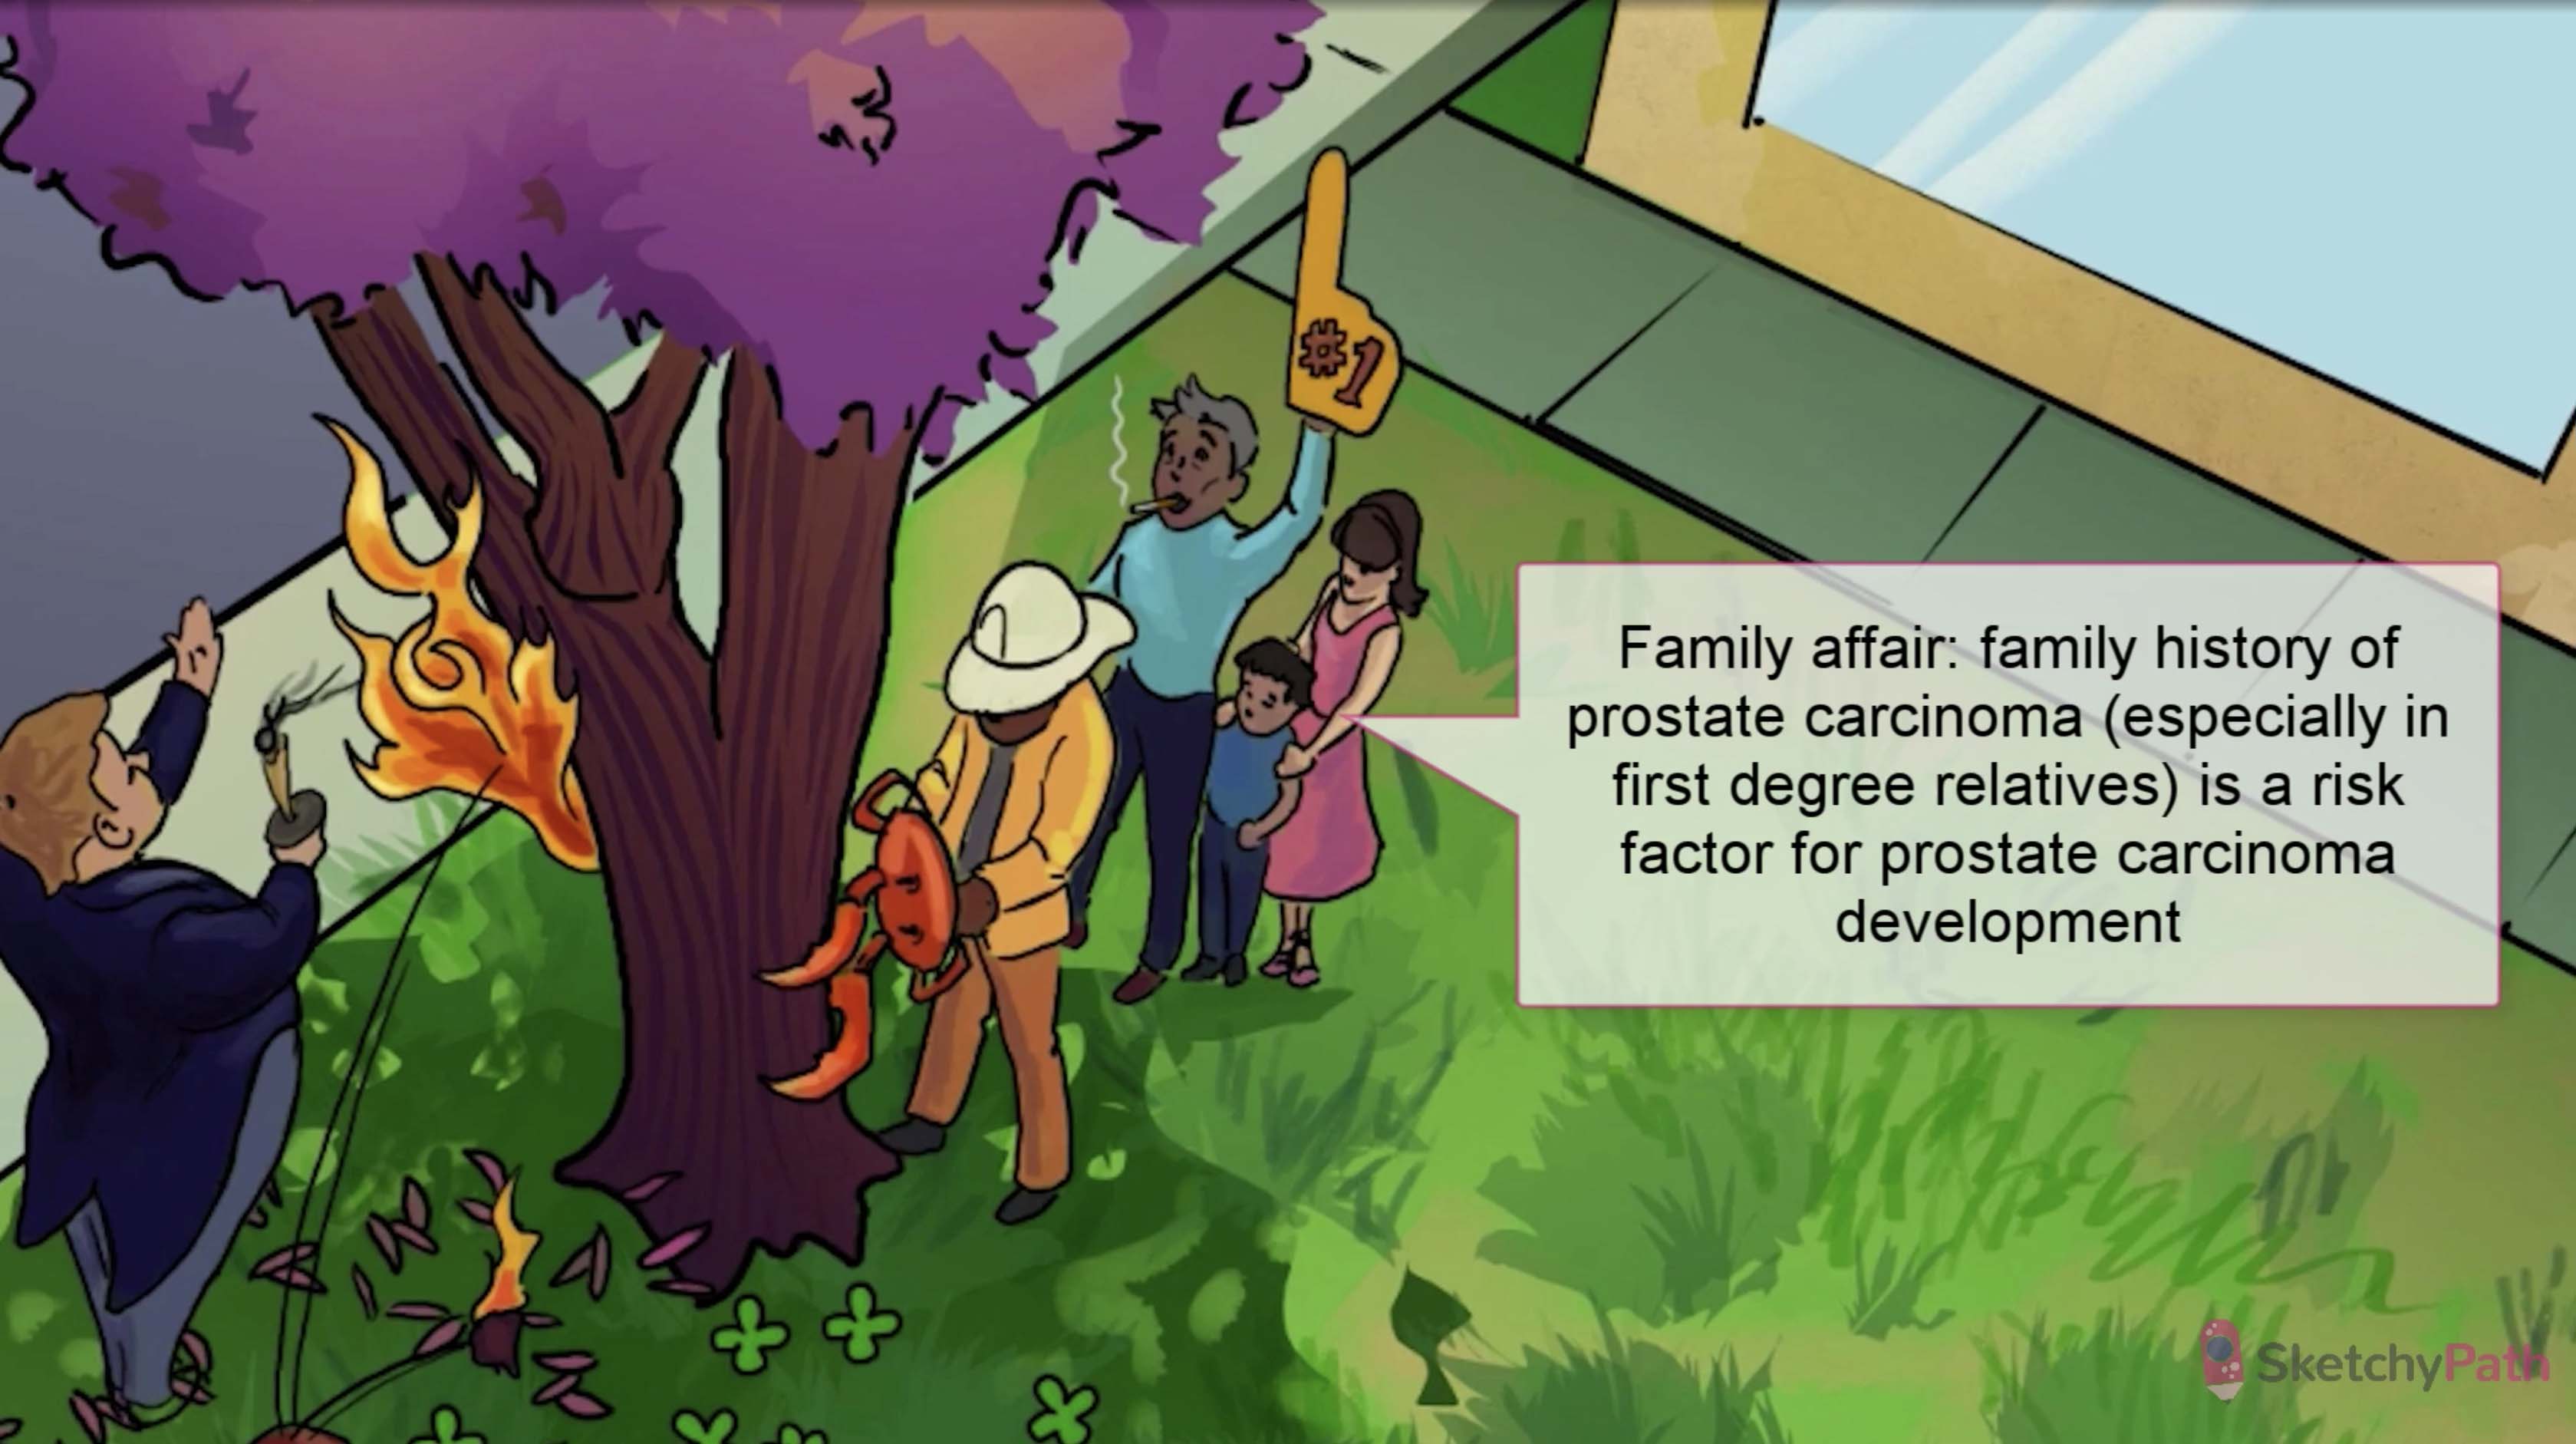 #1
Family affair: family history of
prostate carcinoma (especially in
first degree relatives) is a risk
factor for prostate carcinoma
development
SketchyPath